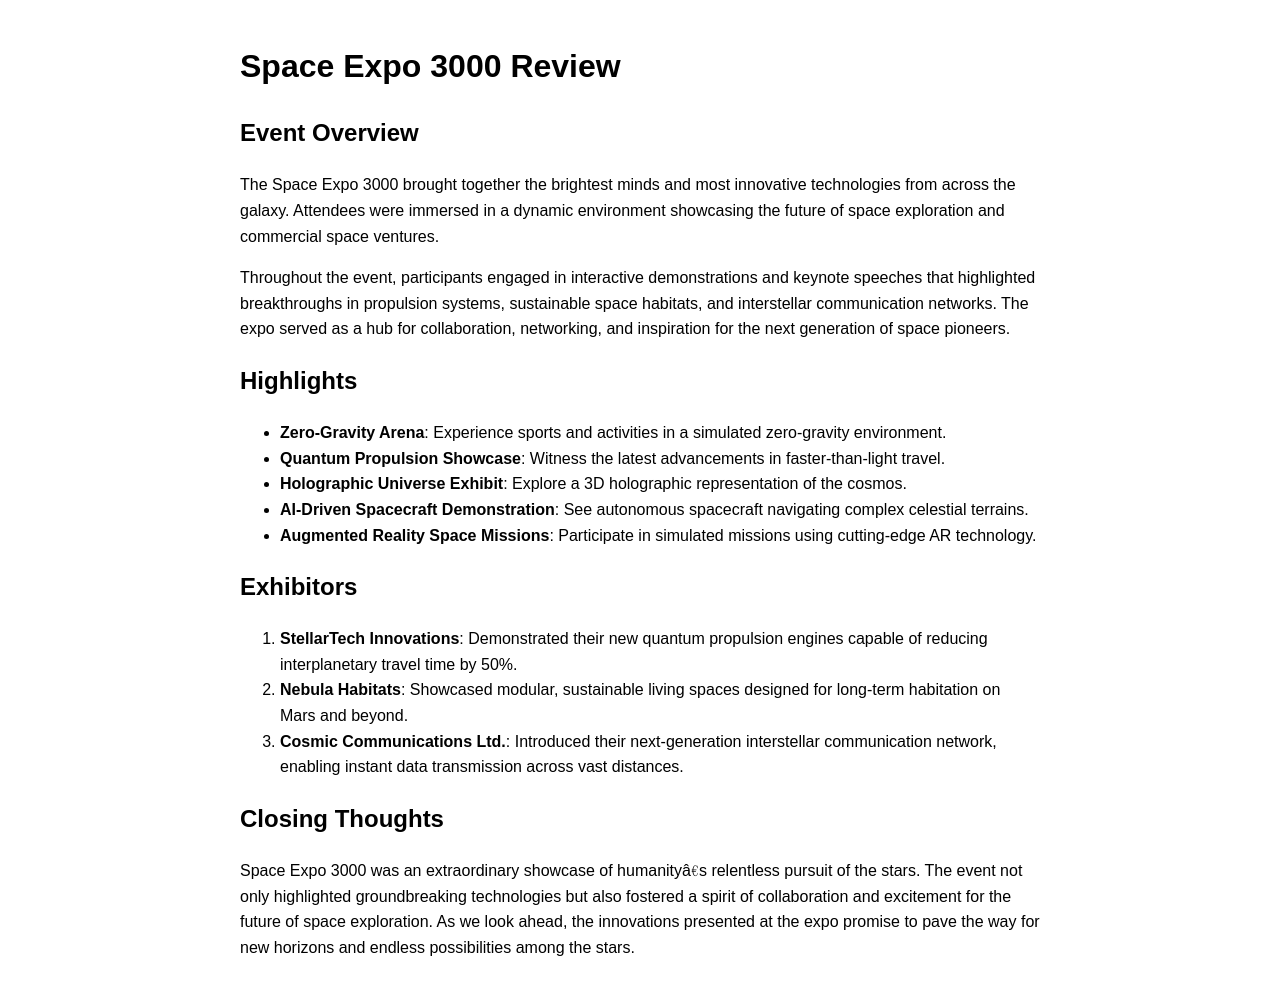 Space Expo 3000 Review
Event Overview
The Space Expo 3000 brought together the brightest minds and most innovative technologies from across the
galaxy. Attendees were immersed in a dynamic environment showcasing the future of space exploration and
commercial space ventures.
Throughout the event, participants engaged in interactive demonstrations and keynote speeches that highlighted
breakthroughs in propulsion systems, sustainable space habitats, and interstellar communication networks. The
expo served as a hub for collaboration, networking, and inspiration for the next generation of space pioneers.
Highlights
• Zero-Gravity Arena: Experience sports and activities in a simulated zero-gravity environment.
• Quantum Propulsion Showcase: Witness the latest advancements in faster-than-light travel.
• Holographic Universe Exhibit: Explore a 3D holographic representation of the cosmos.
• AI-Driven Spacecraft Demonstration: See autonomous spacecraft navigating complex celestial terrains.
• Augmented Reality Space Missions: Participate in simulated missions using cutting-edge AR technology.
Exhibitors
1. StellarTech Innovations: Demonstrated their new quantum propulsion engines capable of reducing
interplanetary travel time by 50%.
2. Nebula Habitats: Showcased modular, sustainable living spaces designed for long-term habitation on
Mars and beyond.
3. Cosmic Communications Ltd.: Introduced their next-generation interstellar communication network,
enabling instant data transmission across vast distances.
Closing Thoughts
Space Expo 3000 was an extraordinary showcase of humanityâ€s relentless pursuit of the stars. The event not
only highlighted groundbreaking technologies but also fostered a spirit of collaboration and excitement for the
future of space exploration. As we look ahead, the innovations presented at the expo promise to pave the way for
new horizons and endless possibilities among the stars.